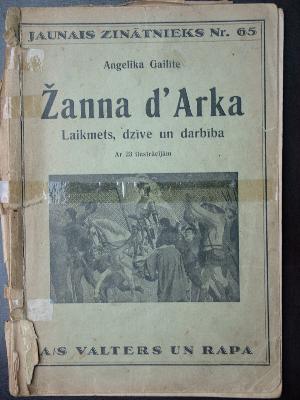 JAUNAIS ZINĀTNIEKS Nr. 65
Angelika Gailīte
Žanna d'Arka
Laikmets, dzīve un darbība
Ar 23 ilustrācijām
A/S VALTERS UN RAPA